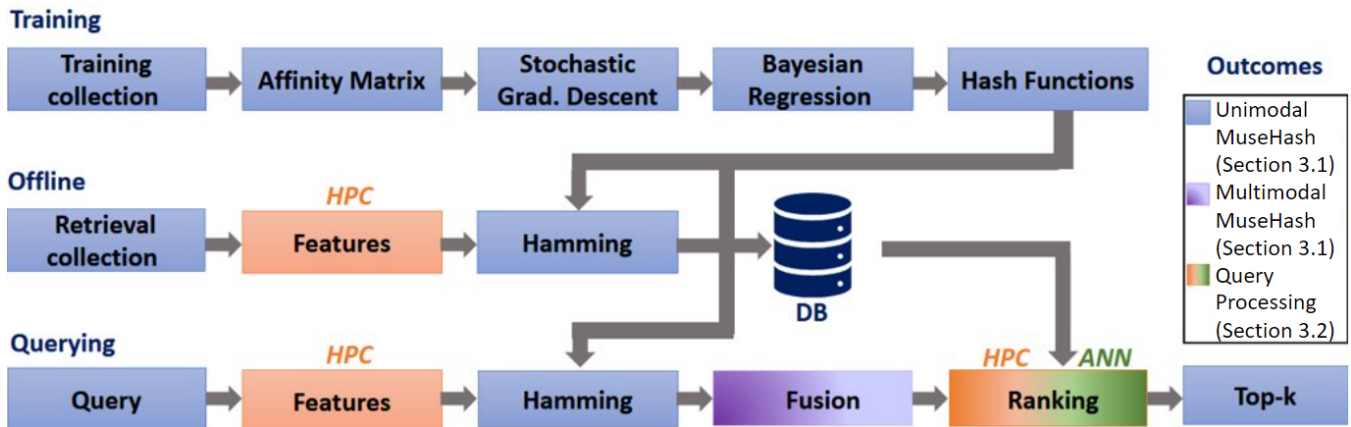 Training
Training
collection
Affinity Matrix
Stochastic
Grad. Descent
Bayesian
Regression
Hash Functions
Outcomes
Unimodal
MuseHash
(Section 3.1)
Multimodal
MuseHash
(Section 3.1)
Query
Processing
(Section 3.2)
Offline
HPC
Retrieval
collection
Features
Hamming
DB
Querying
HPC
HPC
ANN
Query
Features
Hamming
Fusion
Ranking
Top-k